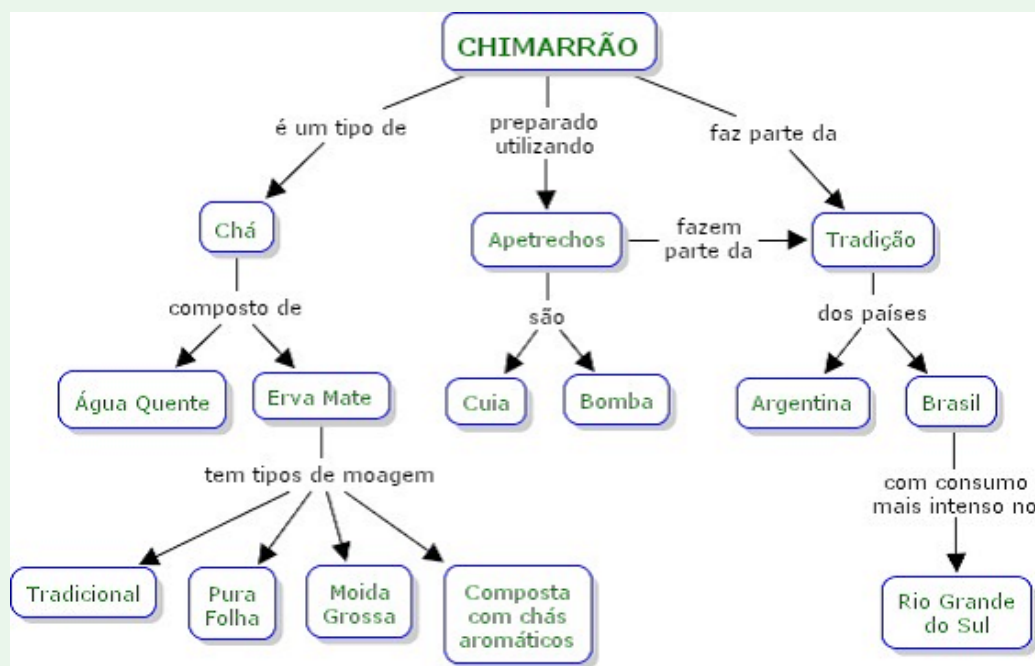 CHIMARRÃO
é um tipo de
preparado
utilizando
faz parte da
Chá
Apetrechos
fazem
parte da
Tradição
composto de
são
dos países
Água Quente
Erva Mate
Cuia
Bomba
Argentina
Brasil
tem tipos de moagem
com consumo
mais intenso no
Tradicional
Pura
Folha
Moida
Grossa
Composta
com chás
aromáticos
Rio Grande
do Sul